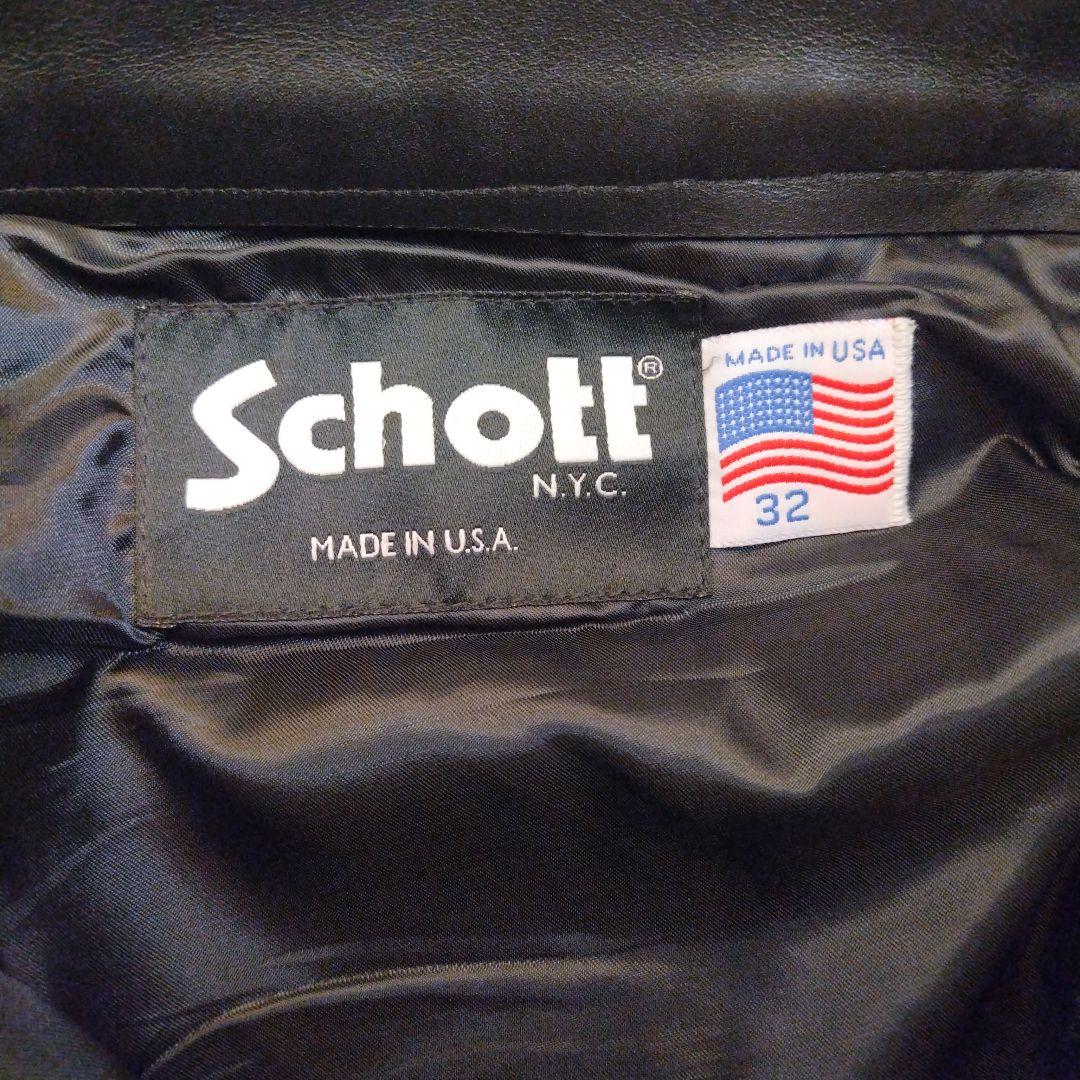 Schott®
N.Y.C.
MADE IN U.S.A.
MADE IN USA
32